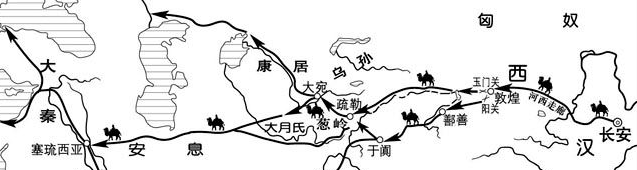 匈奴
康居
乌孙
西
大秦
大宛
玉门关
敦煌
河西走廊
疏勒
阳关
葱岭
鄯善
大月氏
长安
汉
塞琉西亚
安息
于阗